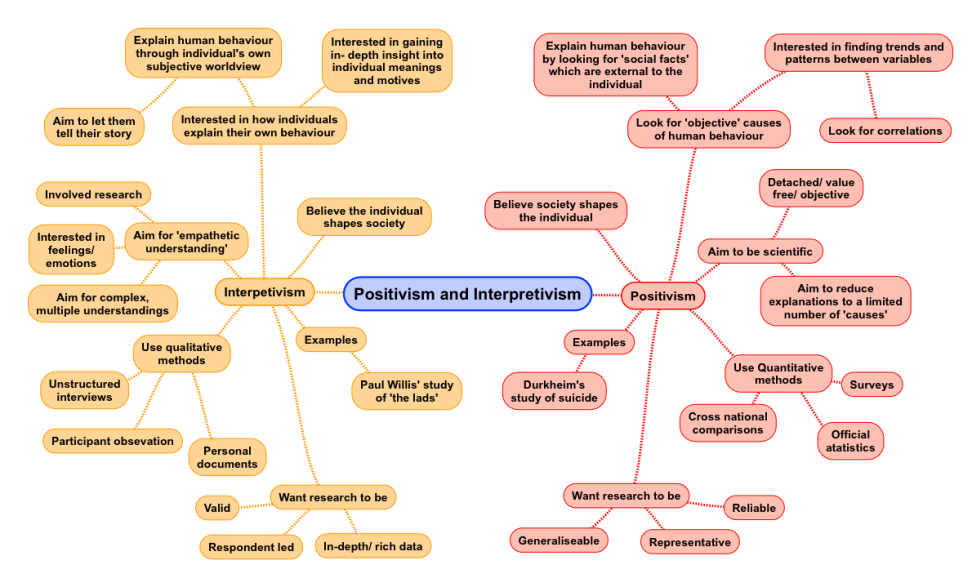 Explain human behaviour
through individual's own
subjective worldview
Interested in gaining
in- depth insight into
individual meanings
and motives
Aim to let them
tell their story
Interested in how individuals
explain their own behaviour
Involved research
Interested in
feelings/
emotions
Aim for 'empathetic
understanding'
Aim for complex,
multiple understandings
Believe the individual
shapes society
Interpetivism
Use qualitative
methods
Unstructured
interviews
Participant obsevation
Personal
documents
Examples
Paul Willis' study
of 'the lads'
Want research to be
Valid
Respondent led
In-depth/ rich data
Positivism and Interpretivism
Explain human behaviour
by looking for 'social facts'
which are external to the
individual
Interested in finding trends and
patterns between variables
Look for 'objective' causes
of human behaviour
Look for correlations
Believe society shapes
the individual
Detached/ value
free/ objective
Aim to be scientific
Aim to reduce
explanations to a limited
number of 'causes'
Positivism
Examples
Durkheim's
study of suicide
Use Quantitative
methods
Surveys
Cross national
comparisons
Official
atatistics
Want research to be
Reliable
Generaliseable
Representative